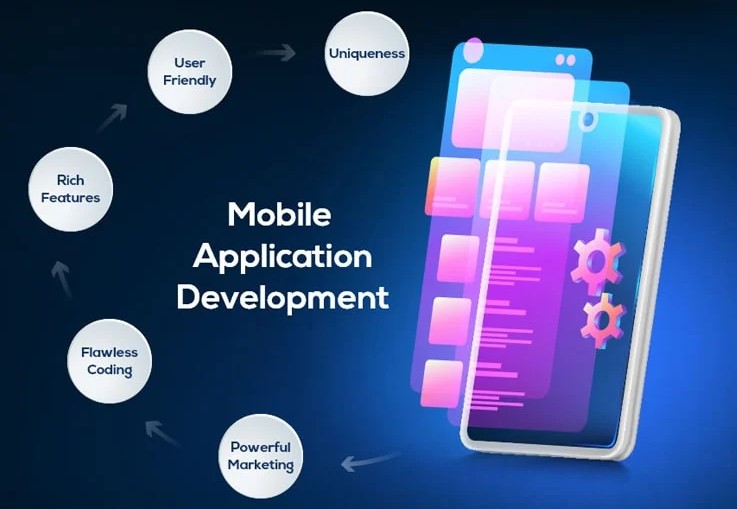 User
Friendly
Uniqueness
Rich
Features
Mobile
Application
Development
Flawless
Coding
Powerful
Marketing